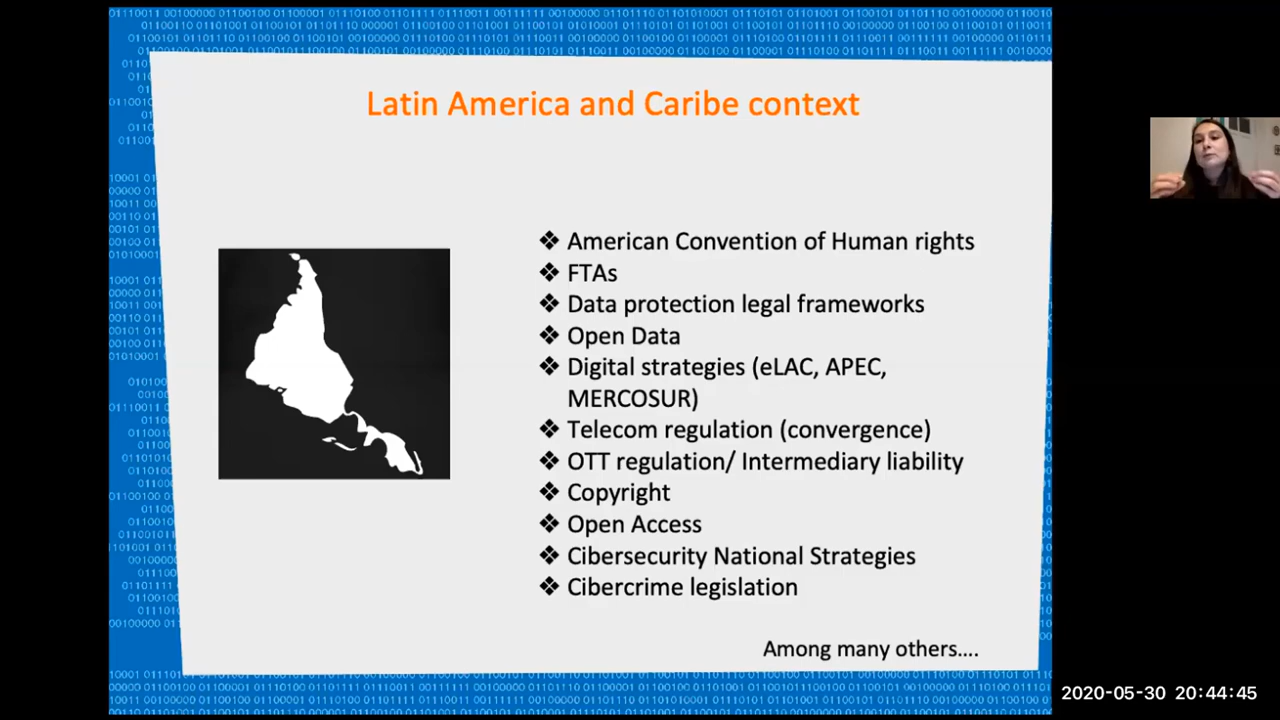 Latin America and Caribe context
❖ American Convention of Human rights
❖ FTAs
❖ Data protection legal frameworks
❖ Open Data
❖ Digital strategies (eLAC, APEC,
MERCOSUR)
❖ Telecom regulation (convergence)
❖ OTT regulation/ Intermediary liability
❖ Copyright
❖ Open Access
❖ Cibersecurity National Strategies
❖ Cibercrime legislation
Among many others….
2020-05-30 20:44:45